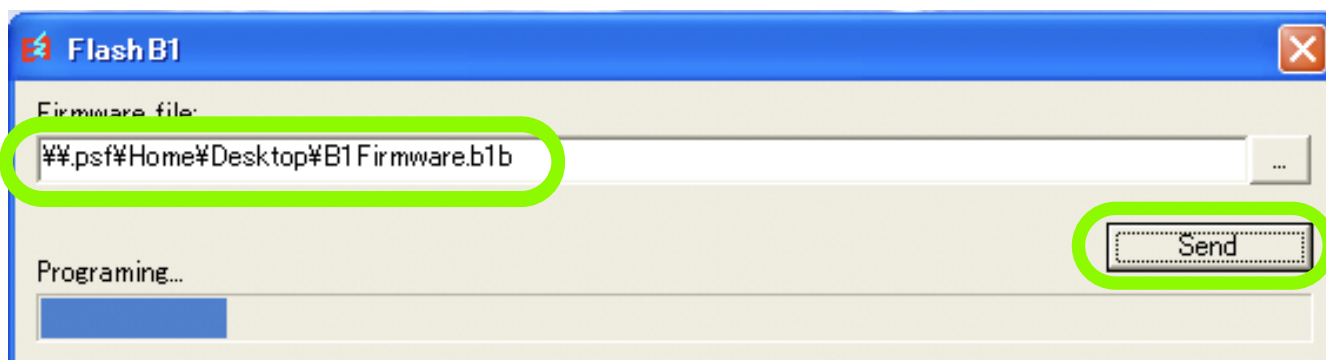 Flash B1
Firmware file:
¥¥.psf¥Home¥Desktop¥B1Firmware.b1b
...
Send
Programing...